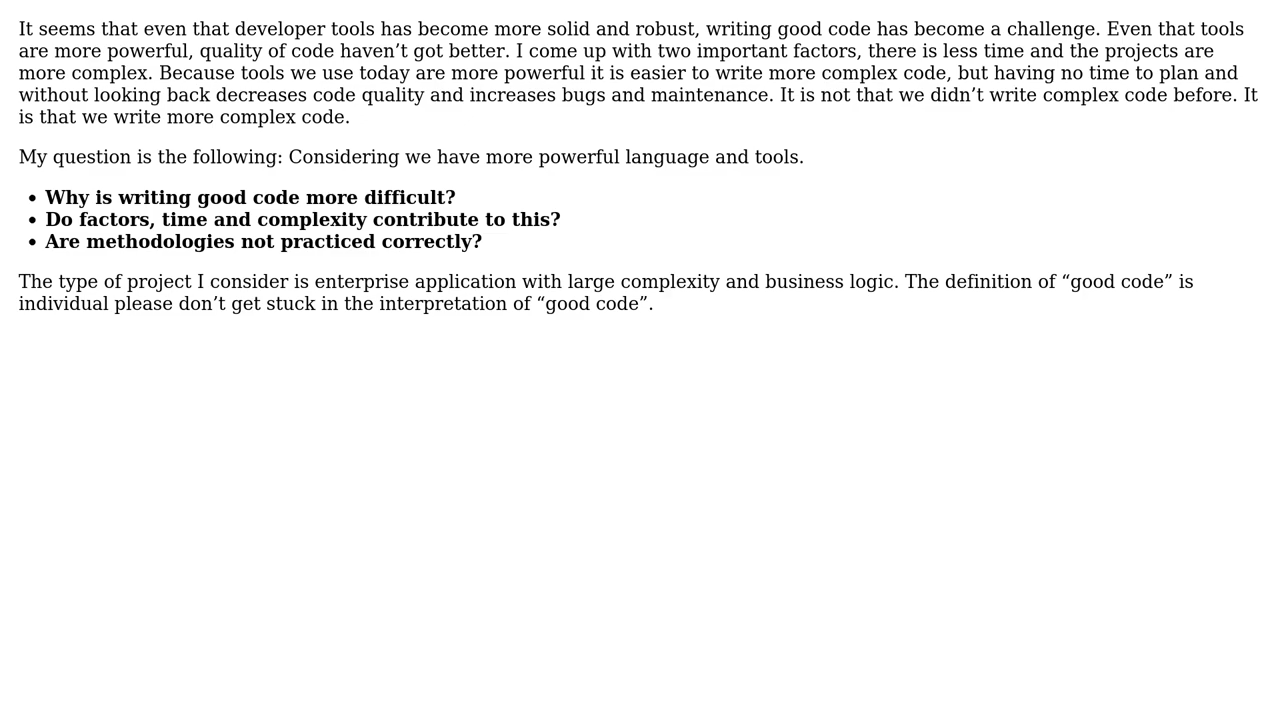 It seems that even that developer tools has become more solid and robust, writing good code has become a challenge. Even that tools
are more powerful, quality of code haven’t got better. I come up with two important factors, there is less time and the projects are
more complex. Because tools we use today are more powerful it is easier to write more complex code, but having no time to plan and
without looking back decreases code quality and increases bugs and maintenance. It is not that we didn’t write complex code before. It
is that we write more complex code.
My question is the following: Considering we have more powerful language and tools.
• Why is writing good code more difficult?
• Do factors, time and complexity contribute to this?
• Are methodologies not practiced correctly?
The type of project I consider is enterprise application with large complexity and business logic. The definition of “good code” is
individual please don’t get stuck in the interpretation of “good code”.